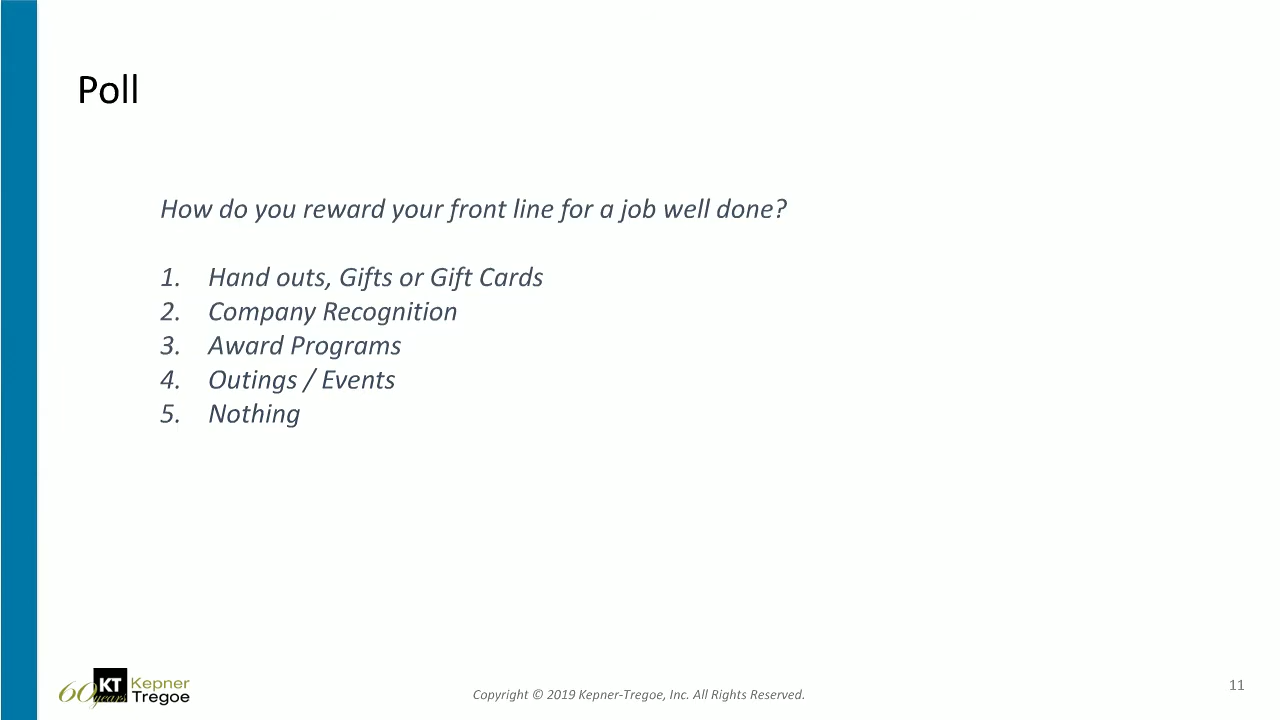 Poll
How do you reward your front line for a job well done?
1. Hand outs, Gifts or Gift Cards
2. Company Recognition
3. Award Programs
4. Outings / Events
5. Nothing
60 years KT Kepner
Tregoe
Copyright © 2019 Kepner-Tregoe, Inc. All Rights Reserved.
11